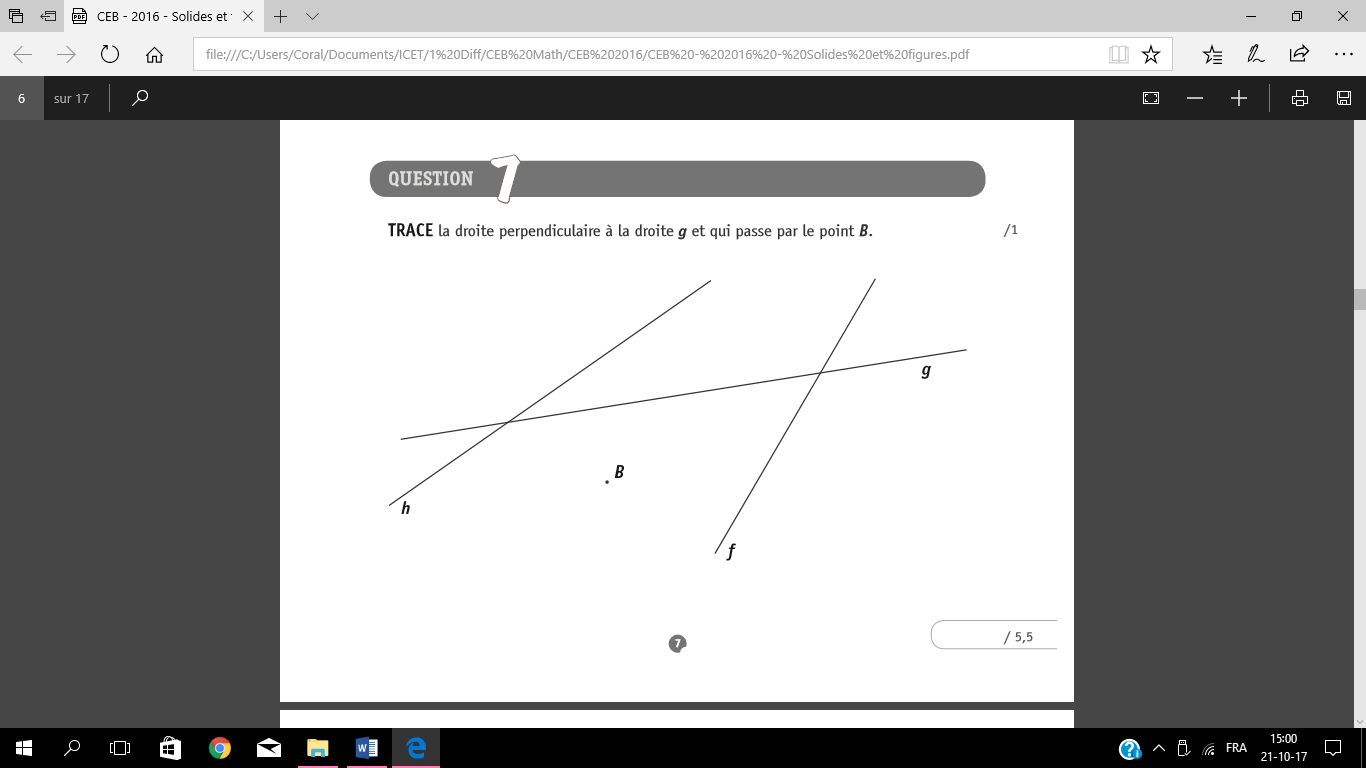 CEB - 2016 - Solides et
file:///C:/Users/Coral/Documents/ICET/1%20Diff/CEB%20Math/CEB%202016/CEB%20-%202016%20-%20Solides%20et%20figures.pdf
6 sur 17
QUESTION 7
TRACE la droite perpendiculaire à la droite g et qui passe par le point B. /1
g
B
h
f
/ 5,5
7
FRA
15:00
21-10-17